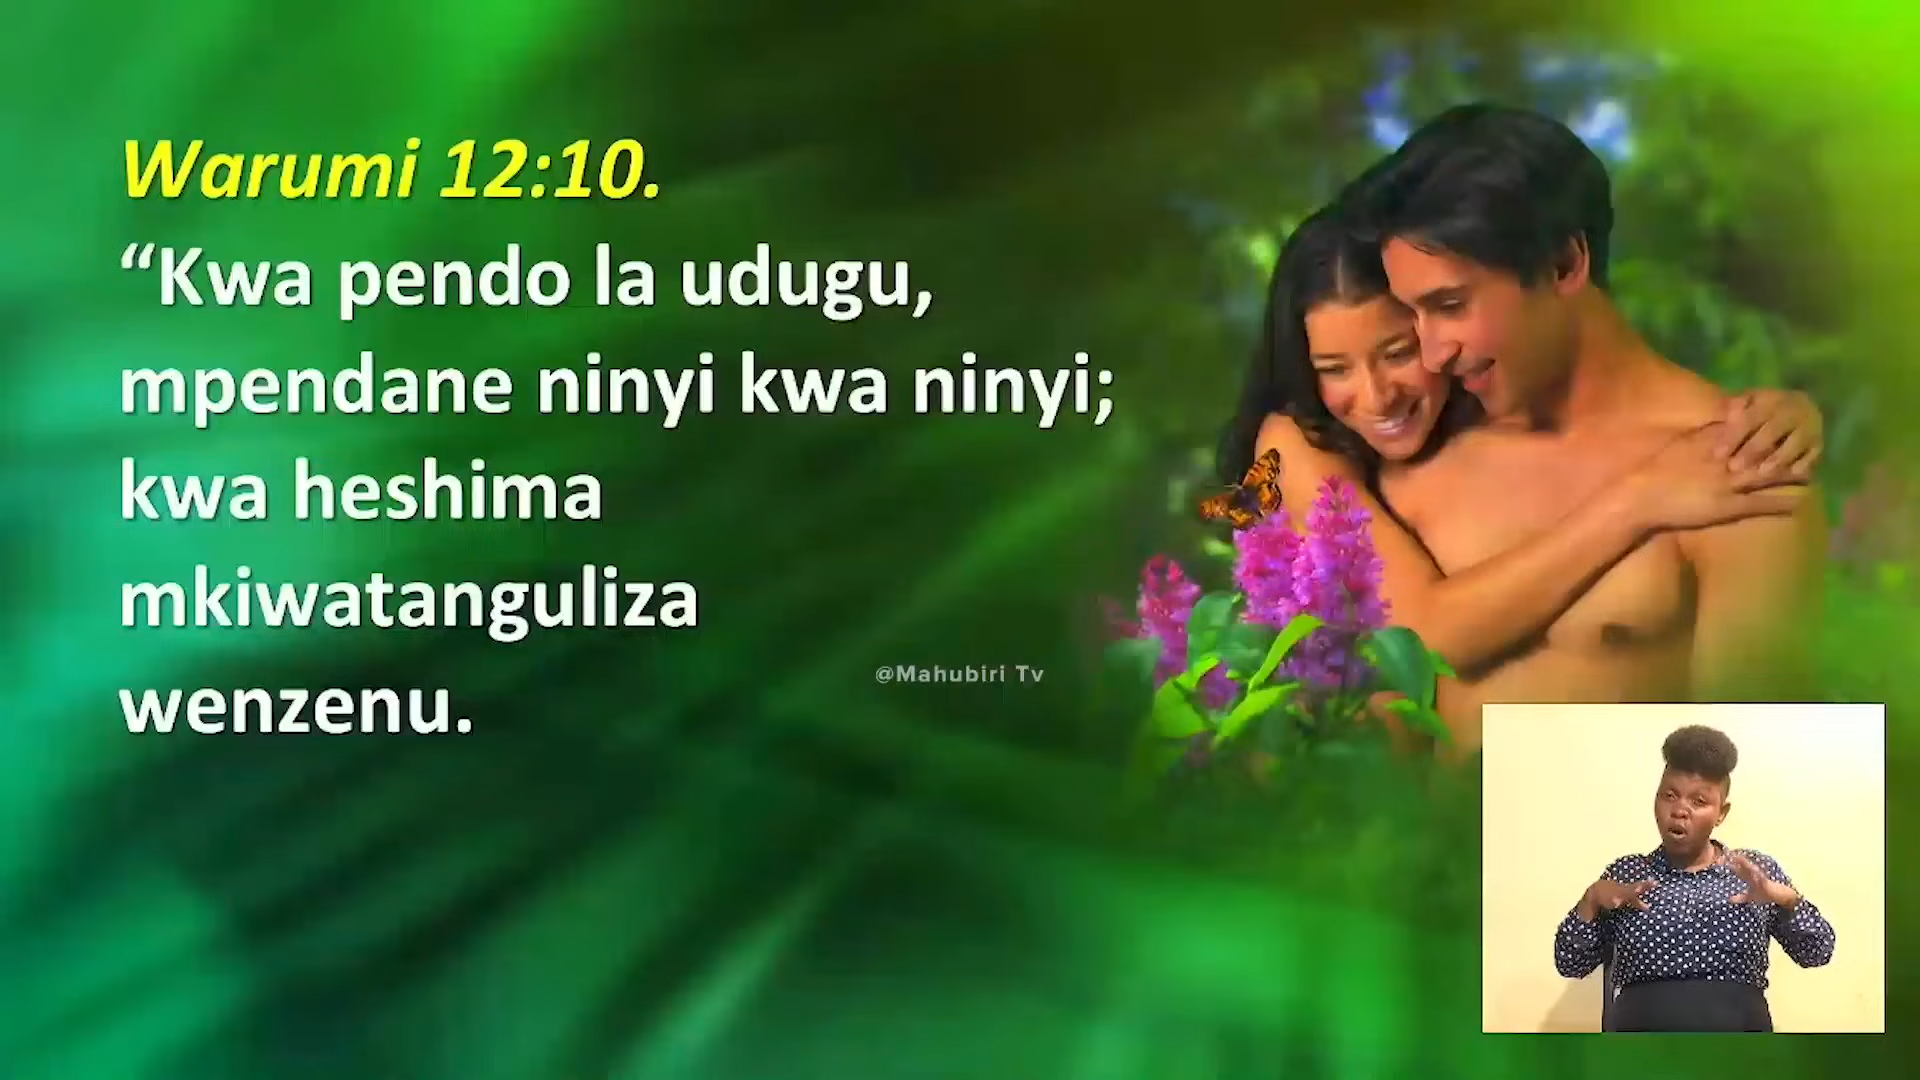 Warumi 12:10.
“Kwa pendo la udugu,
mpendane ninyi kwa ninyi;
kwa heshima
mkiwatanguliza
wenzenu.
@Mahubiri Tv